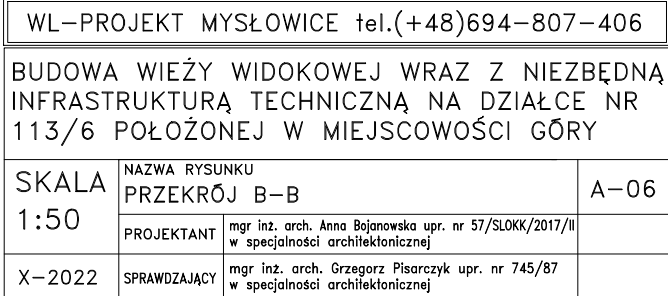 WL-PROJEKT MYSŁOWICE tel.(+48)694-807-406
BUDOWA WIEŻY WIDOKOWEJ WRAZ Z NIEZBĘDNĄ
INFRASTRUKTURĄ TECHNICZNĄ NA DZIAŁCE NR
113/6 POŁOŻONEJ W MIEJSCOWOŚCI GÓRY
SKALA
1:50
NAZWA RYSUNKU
PRZEKRÓJ B-B
A-06
PROJEKTANT
mgr inż. arch. Anna Bojanowska upr. nr 57/SLOKK/2017/II
w specjalności architektonicznej
X-2022
SPRAWDZAJĄCY
mgr inż. arch. Grzegorz Pisarczyk upr. nr 745/87
w specjalności architektonicznej